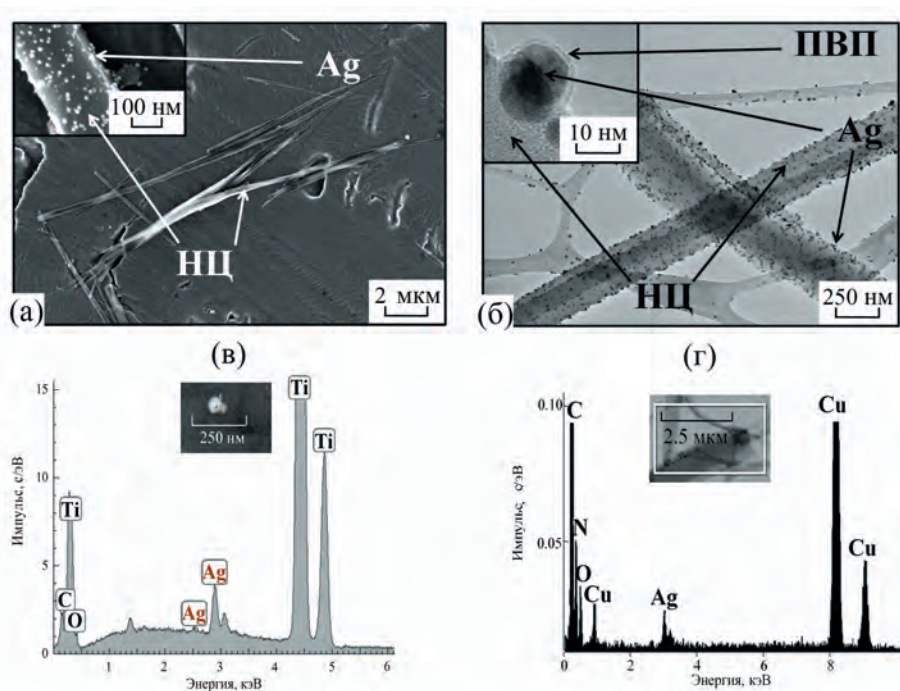 Ag
100 нм
НЦ
2 мкм
(а)
ПВП
Ag
10 нм
НЦ
250 нм
(б)
(в)
15
10
5
0
Импульс, с/эВ
Ti
C
O
Ag
Ag
Ti
Ti
250 нм
1
2
3
4
5
6
Энергия, кэВ
(г)
0.10
0.05
Импульс, с/эВ
C
N
O
Cu
Ag
Cu
Cu
2.5 мкм
0
4
8
Энергия, кэВ